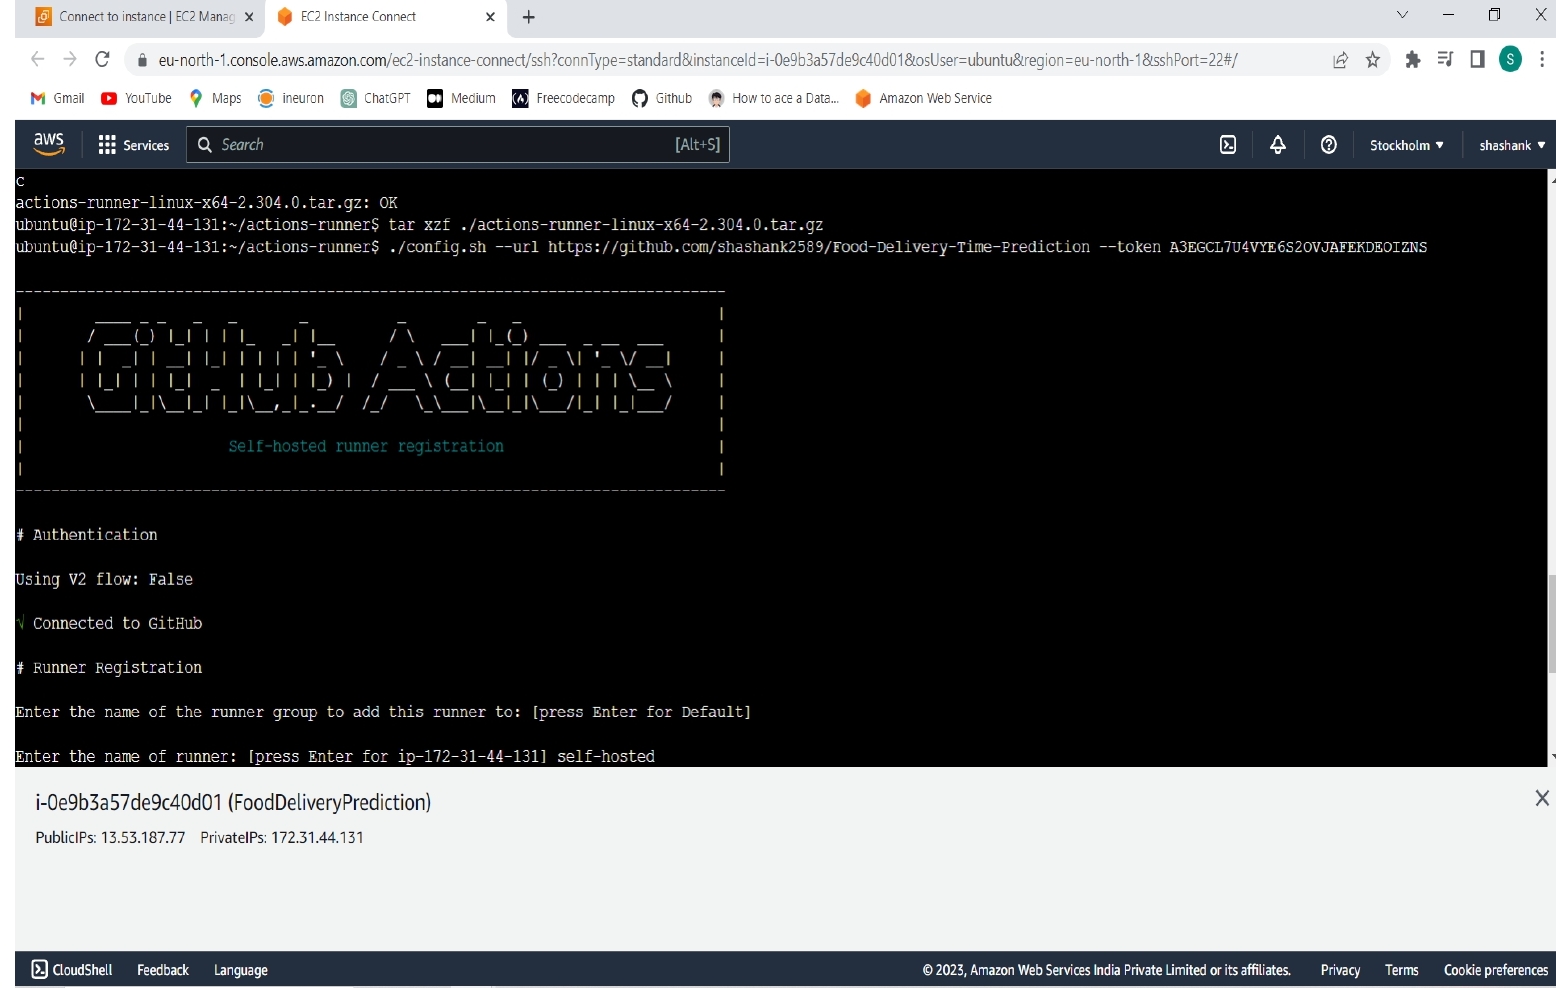 Connect to instance | EC2 Manag
EC2 Instance Connect
eu-north-1.console.aws.amazon.com/ec2-instance-connect/ssh?connType=standard&instanceId=i-0e9b3a57de9c40d01&osUser=ubuntu&region=eu-north-1&sshPort=22#/
S
Gmail YouTube Maps ineuron ChatGPT Medium Freecodecamp Github How to ace a Data... Amazon Web Service
aws Services Search [Alt+S] Stockholm shashank
c
actions-runner-linux-x64-2.304.0.tar.gz: OK
ubuntu@ip-172-31-44-131:~/actions-runner$ tar xzf ./actions-runner-linux-x64-2.304.0.tar.gz
ubuntu@ip-172-31-44-131:~/actions-runner$ ./config.sh --url https://github.com/shashank2589/Food-Delivery-Time-Prediction --token A3EGCL7U4VYE6S2OVJAFEKDEOIZNS
GitHub Actions
Self-hosted runner registration
# Authentication
Using V2 flow: False
√ Connected to GitHub
# Runner Registration
Enter the name of the runner group to add this runner to: [press Enter for Default]
Enter the name of runner: [press Enter for ip-172-31-44-131] self-hosted
i-0e9b3a57de9c40d01 (FoodDeliveryPrediction)
PublicIPs: 13.53.187.77 PrivateIPs: 172.31.44.131
CloudShell Feedback Language © 2023, Amazon Web Services India Private Limited or its affiliates. Privacy Terms Cookie preferences